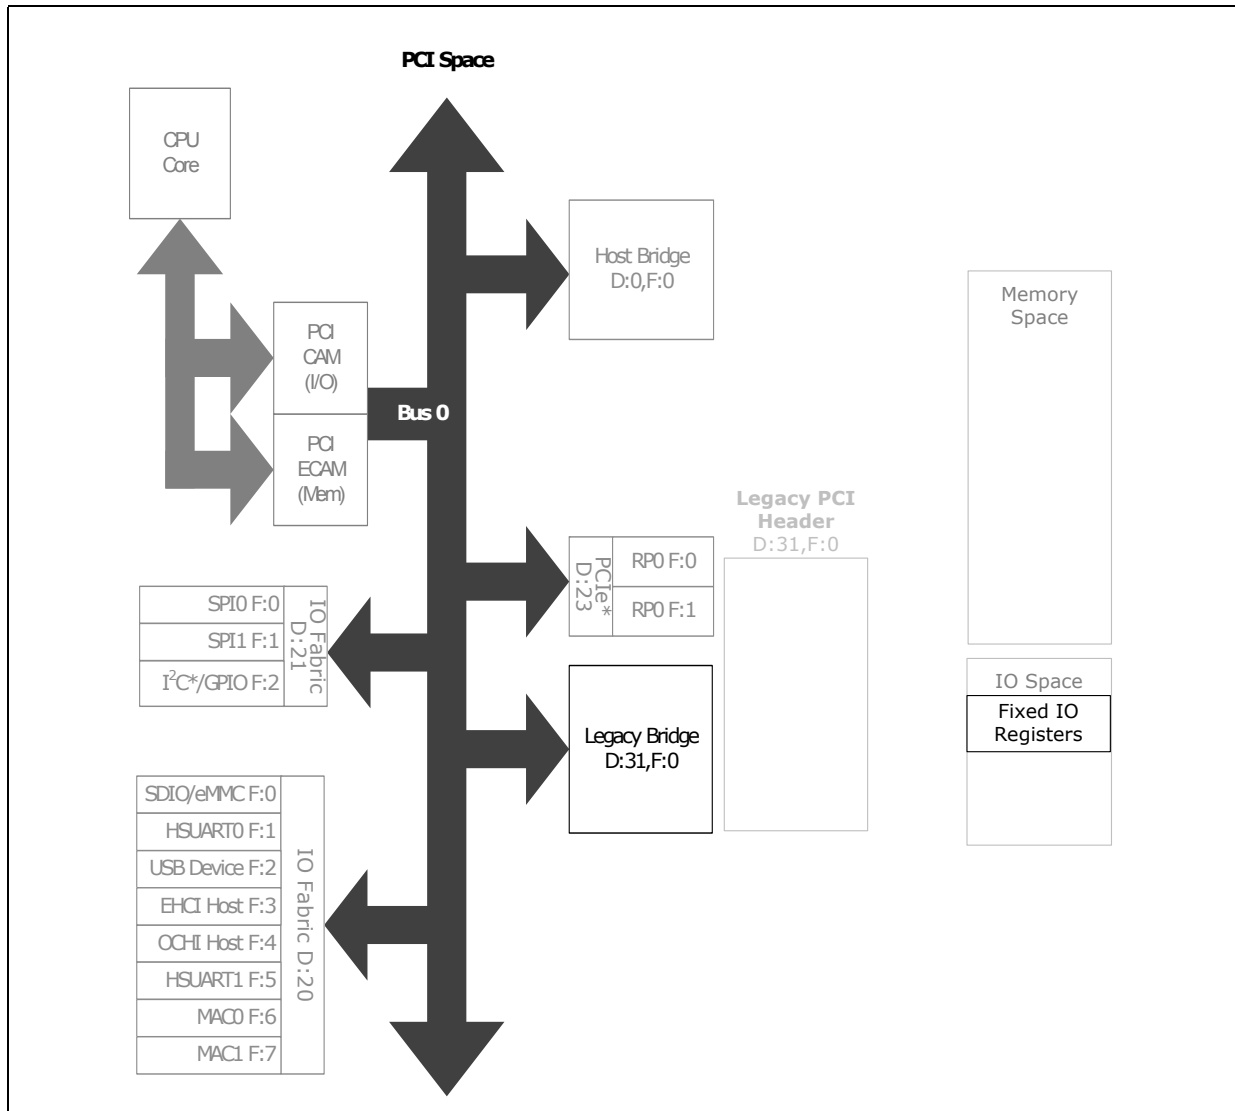 PCI Space
CPU
Core
Host Bridge
D:0,F:0
Memory
Space
PCI
CAM
(I/O)
Bus 0
PCI
ECAM
(Mem)
Legacy PCI
Header
D:31,F:0
PCIe*
D:23
RP0 F:0
RP0 F:1
SPI0 F:0
SPI1 F:1
I²C*/GPIO F:2
IO Fabric
D:21
Legacy Bridge
D:31,F:0
IO Space
Fixed IO
Registers
SDIO/eMMC F:0
HSUART0 F:1
USB Device F:2
EHCI Host F:3
OCHI Host F:4
HSUART1 F:5
MAC0 F:6
MAC1 F:7
IO Fabric D:20